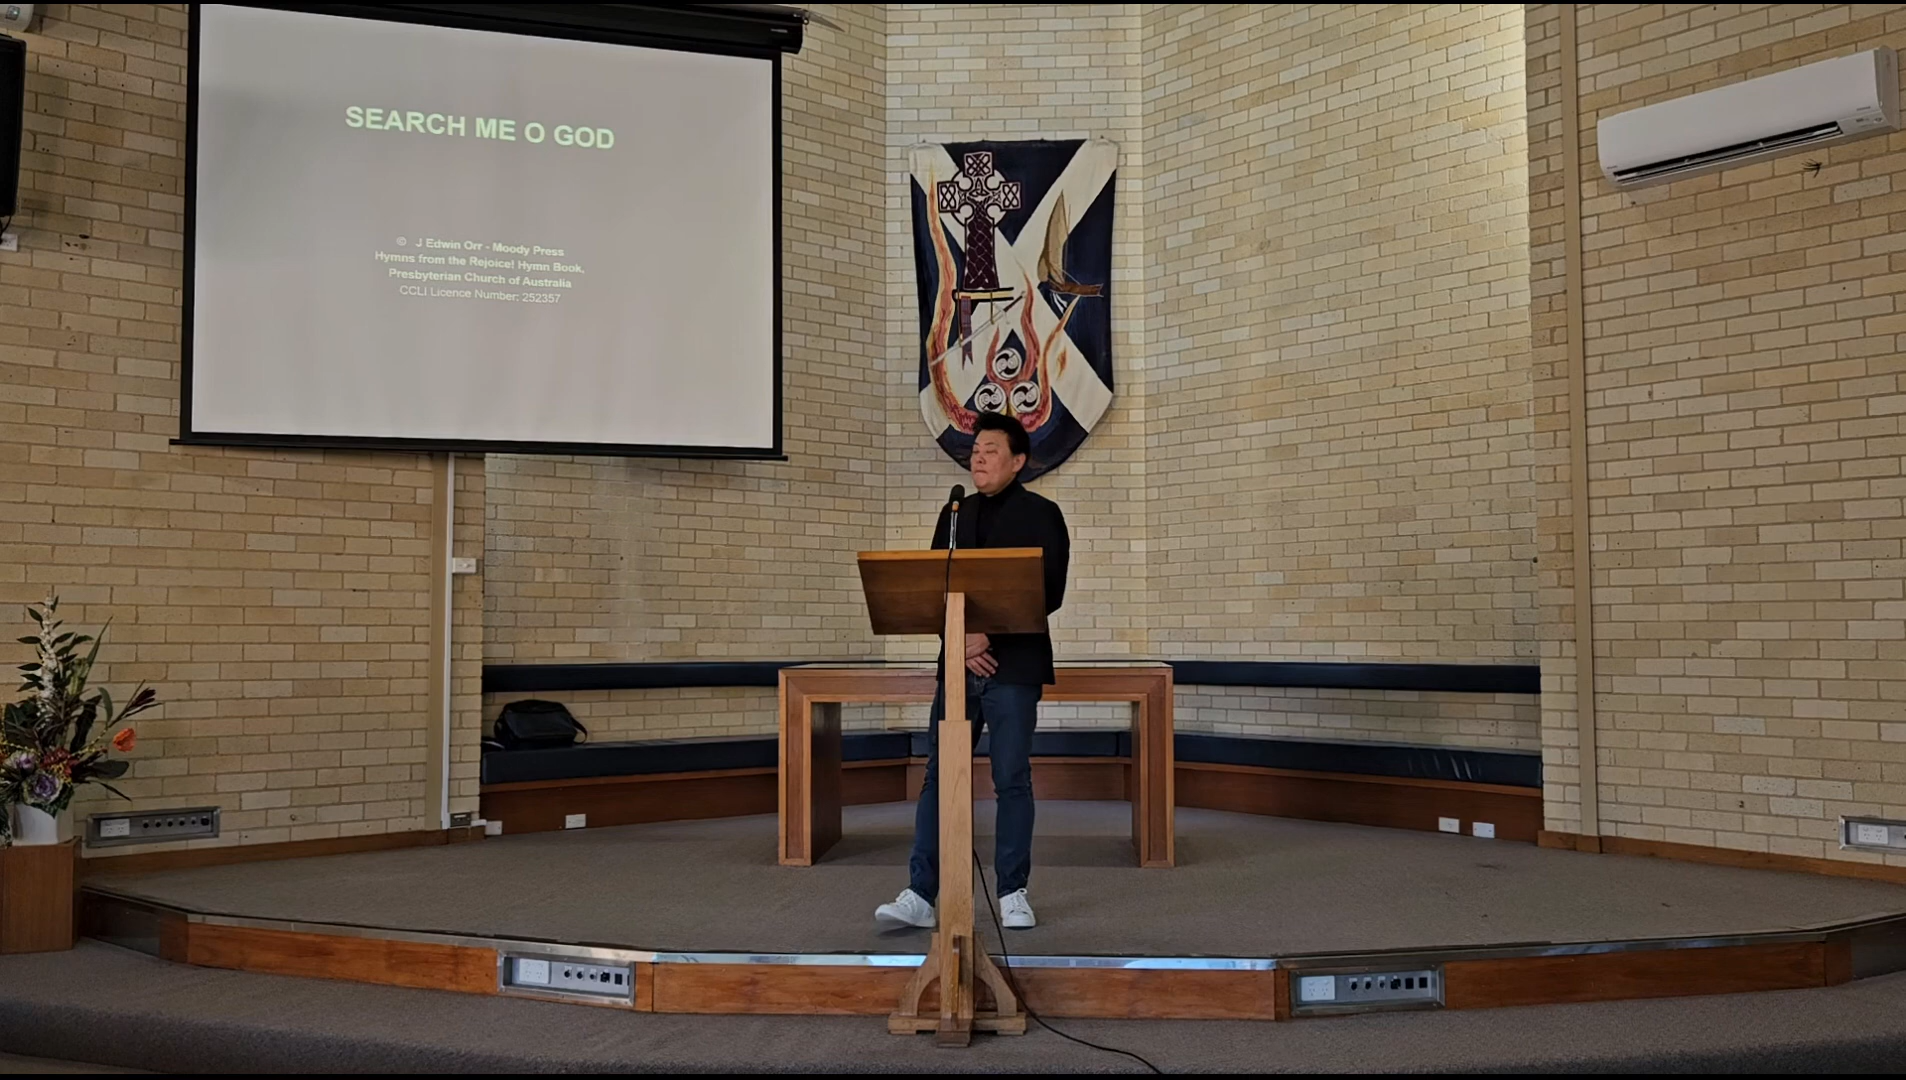 SEARCH ME O GOD
© J Edwin Orr - Moody Press
Hymns from the Rejoice! Hymn Book,
Presbyterian Church of Australia
CCLI Licence Number: 252357